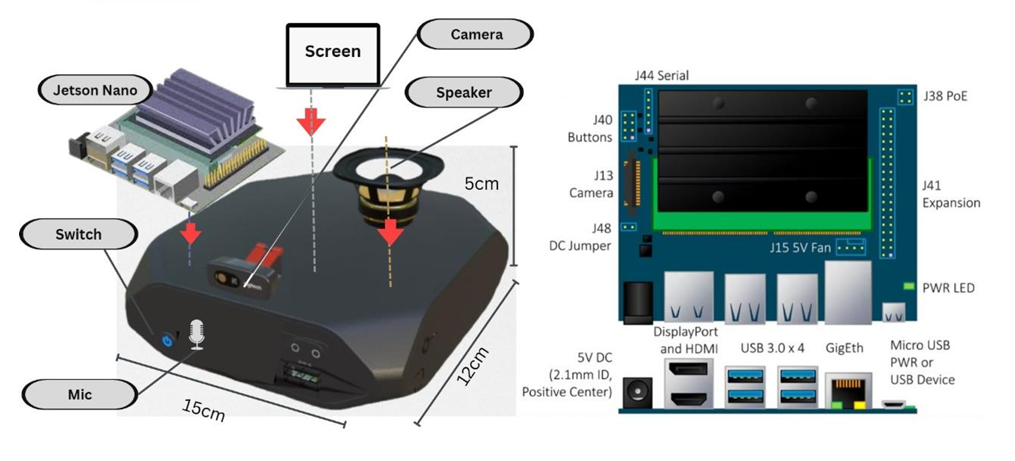 Camera
Screen
Speaker
Jetson Nano
5cm
Switch
Mic
15cm
12cm
J44 Serial
J38 PoE
J40
Buttons
J13
Camera
J41
Expansion
J48
DC Jumper
J15 5V Fan
PWR LED
DisplayPort
and HDMI
USB 3.0 x 4
GigEth
Micro USB
PWR or
USB Device
5V DC
(2.1mm ID,
Positive Center)